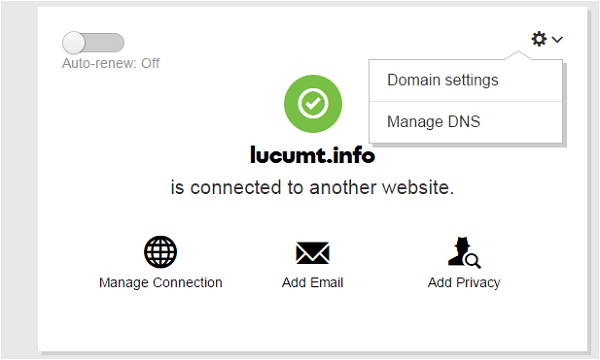 Auto-renew: Off
Domain settings
Manage DNS
lucumt.info
is connected to another website.
Manage Connection
Add Email
Add Privacy